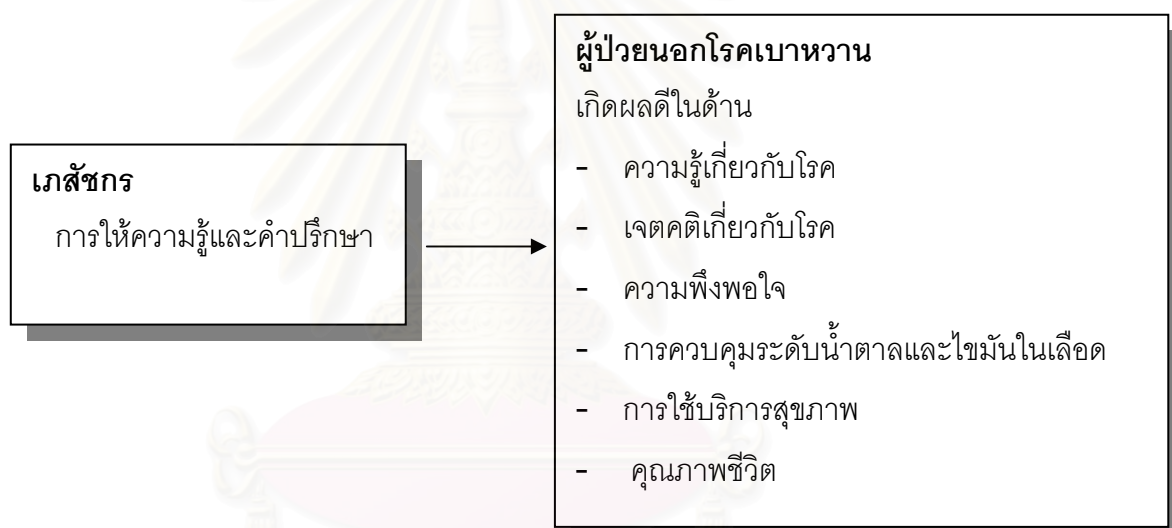 เภสัชกร
การให้ความรู้และคำปรึกษา
ผู้ป่วยนอกโรคเบาหวาน
เกิดผลดีในด้าน
- ความรู้เกี่ยวกับโรค
- เจตคติเกี่ยวกับโรค
- ความพึงพอใจ
- การควบคุมระดับน้ำตาลและไขมันในเลือด
- การใช้บริการสุขภาพ
- คุณภาพชีวิต